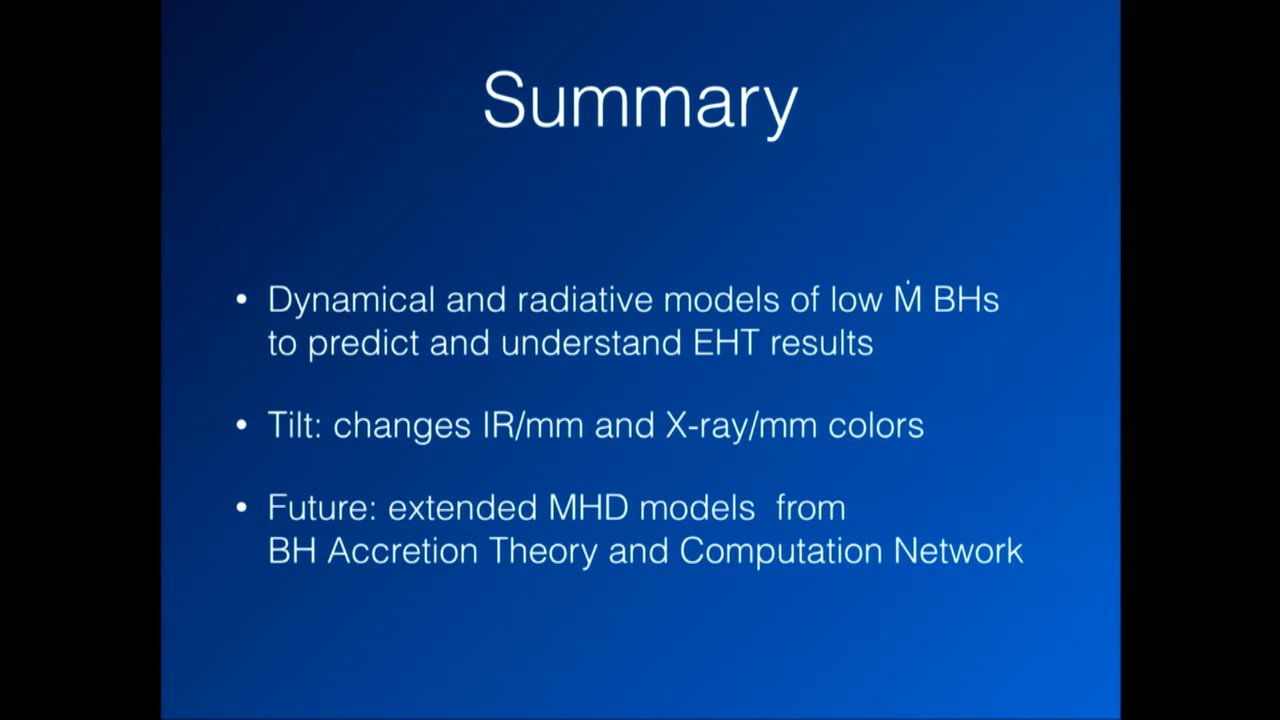 Summary
• Dynamical and radiative models of low Ṁ BHs
to predict and understand EHT results
• Tilt: changes IR/mm and X-ray/mm colors
• Future: extended MHD models  from
BH Accretion Theory and Computation Network